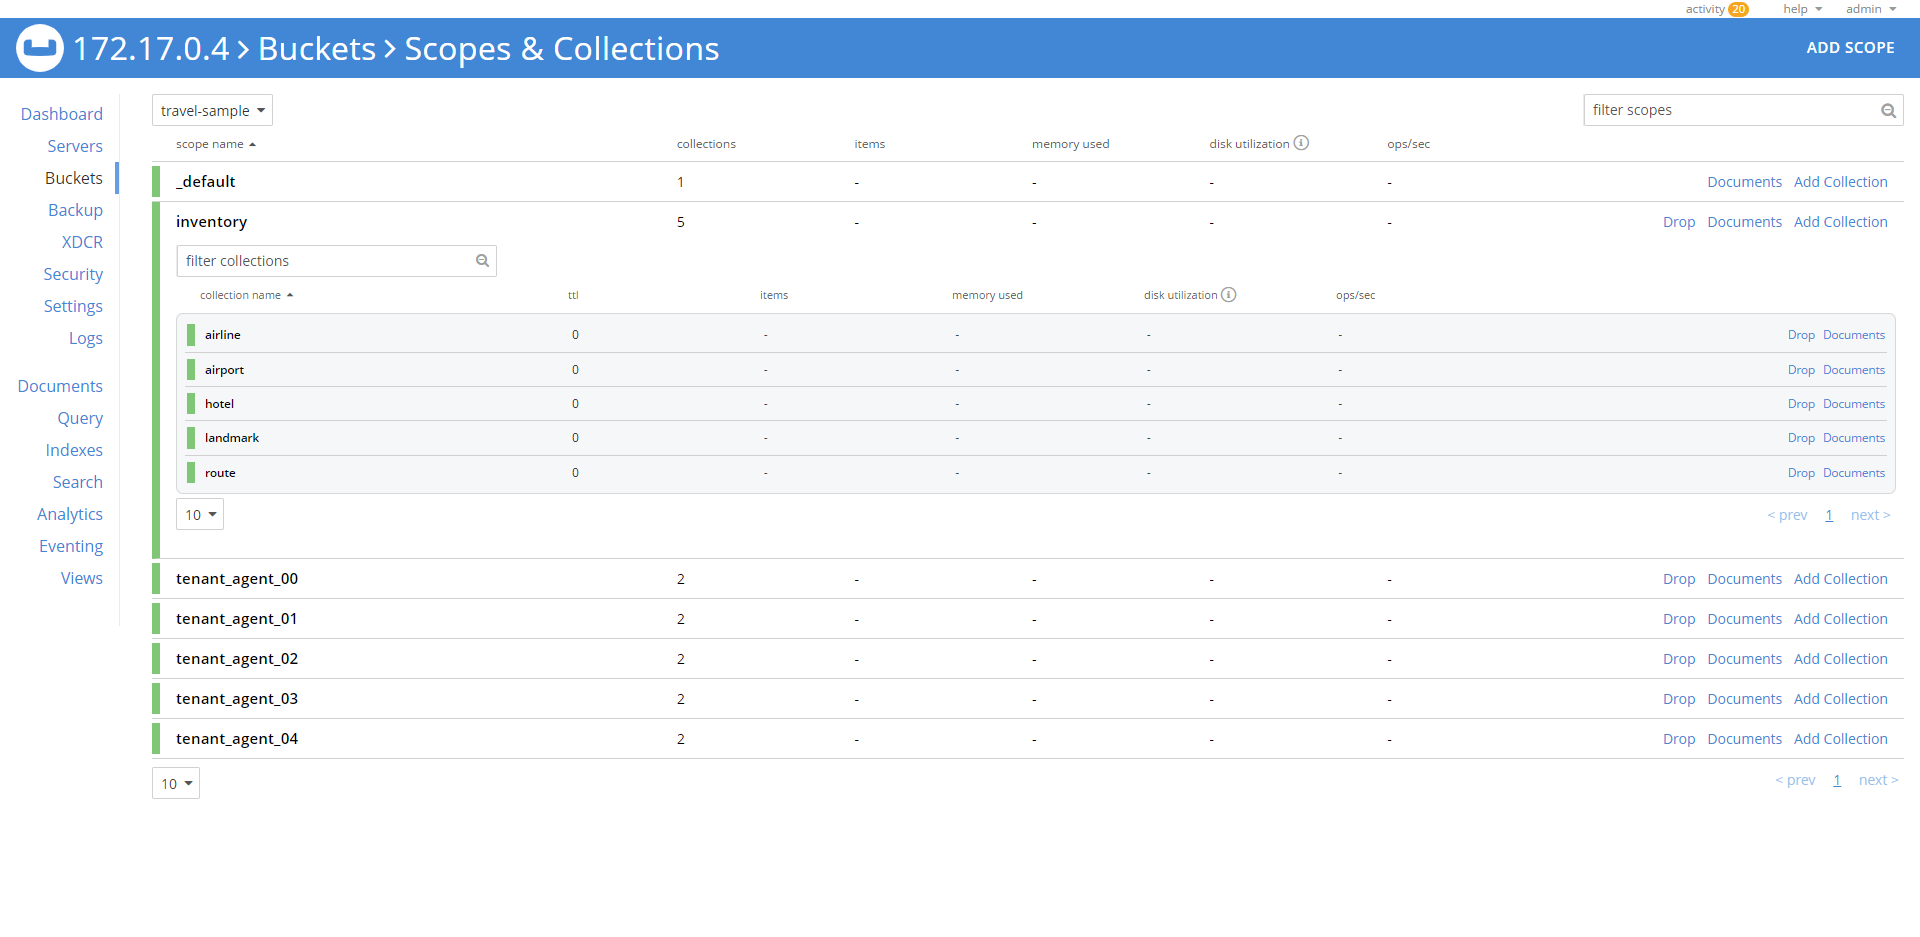 activity 20 help admin
172.17.0.4 > Buckets > Scopes & Collections ADD SCOPE
Dashboard
Servers
Buckets
Backup
XDCR
Security
Settings
Logs
Documents
Query
Indexes
Search
Analytics
Eventing
Views
travel-sample filter scopes
scope name collections items memory used disk utilization ops/sec
_default 1 - - - - Documents Add Collection
inventory 5 - - - - Drop Documents Add Collection
filter collections
collection name ttl items memory used disk utilization ops/sec
airline 0 - - - - Drop Documents
airport 0 - - - - Drop Documents
hotel 0 - - - - Drop Documents
landmark 0 - - - - Drop Documents
route 0 - - - - Drop Documents
10 < prev 1 next >
tenant_agent_00 2 - - - - Drop Documents Add Collection
tenant_agent_01 2 - - - - Drop Documents Add Collection
tenant_agent_02 2 - - - - Drop Documents Add Collection
tenant_agent_03 2 - - - - Drop Documents Add Collection
tenant_agent_04 2 - - - - Drop Documents Add Collection
10 < prev 1 next >